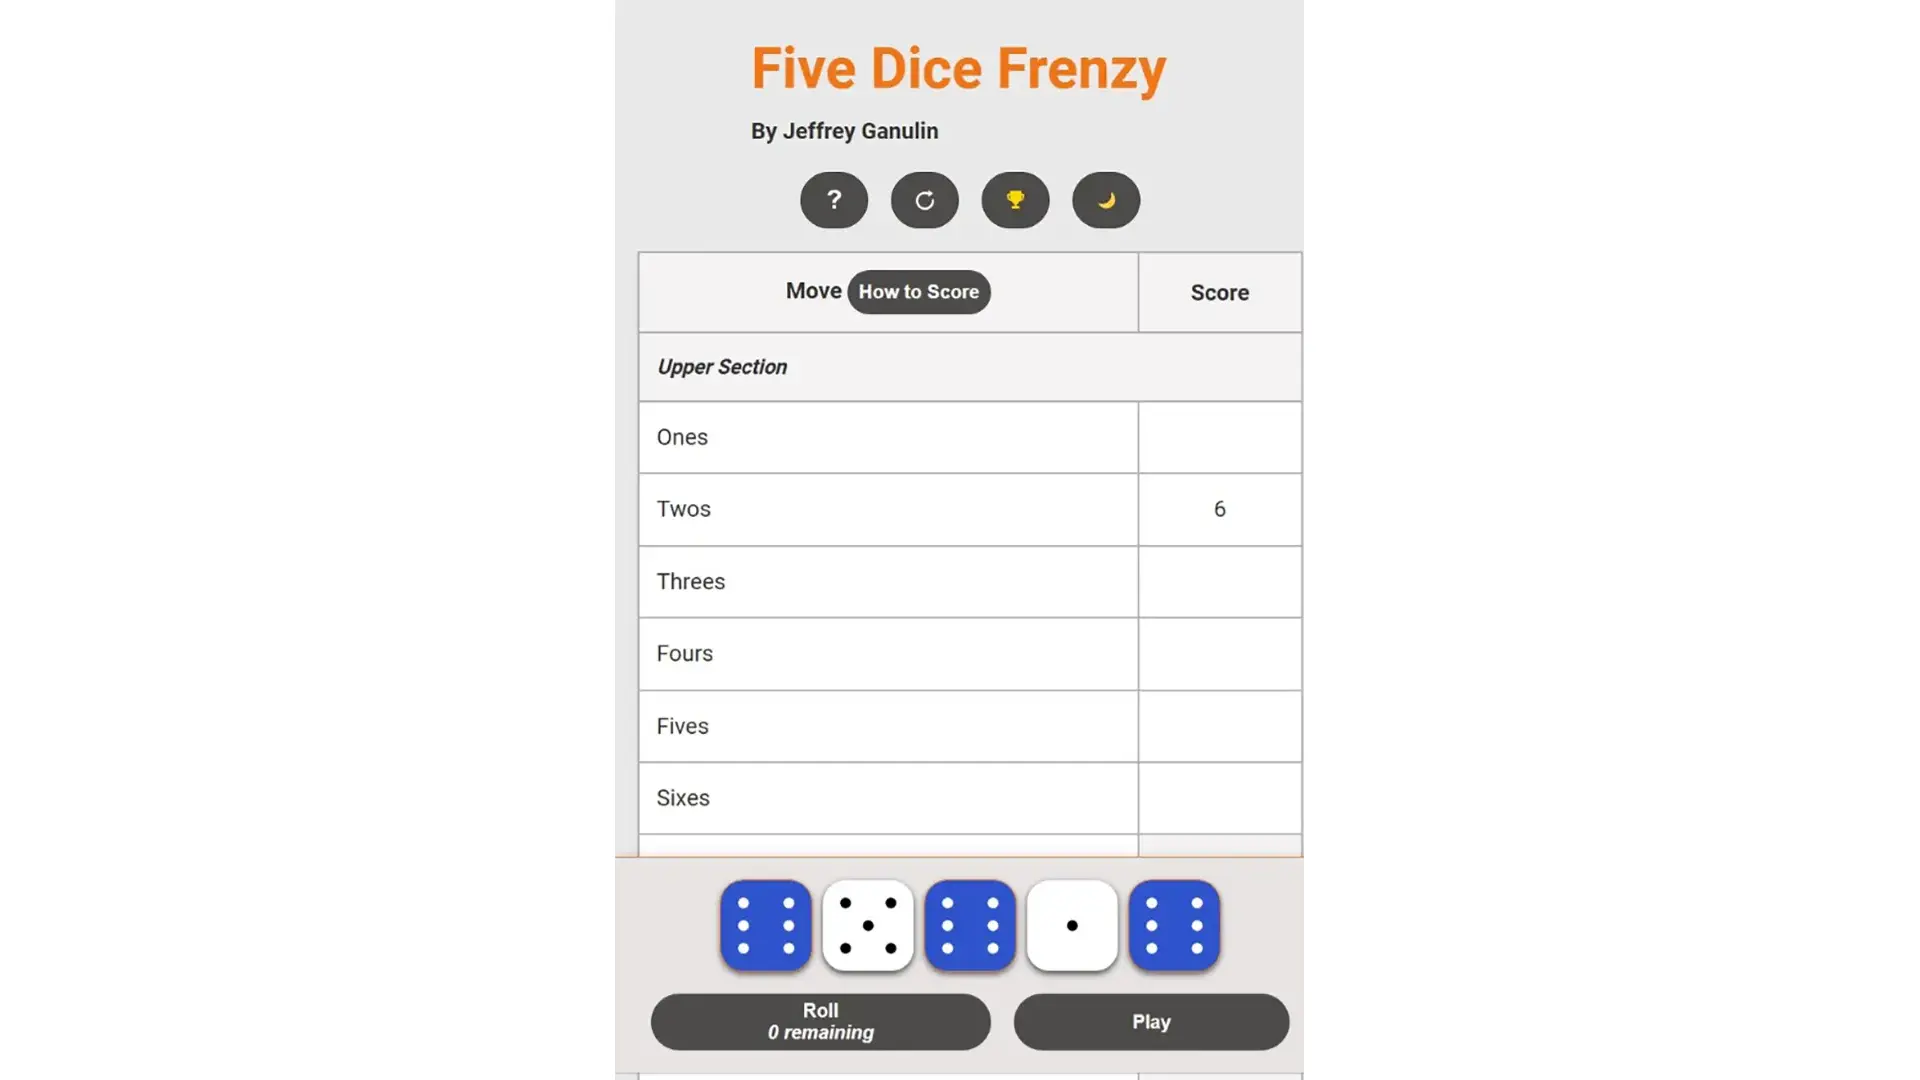 Five Dice Frenzy
By Jeffrey Ganulin
?
Move How to Score Score
Upper Section
Ones
Twos 6
Threes
Fours
Fives
Sixes
Roll
0 remaining
Play